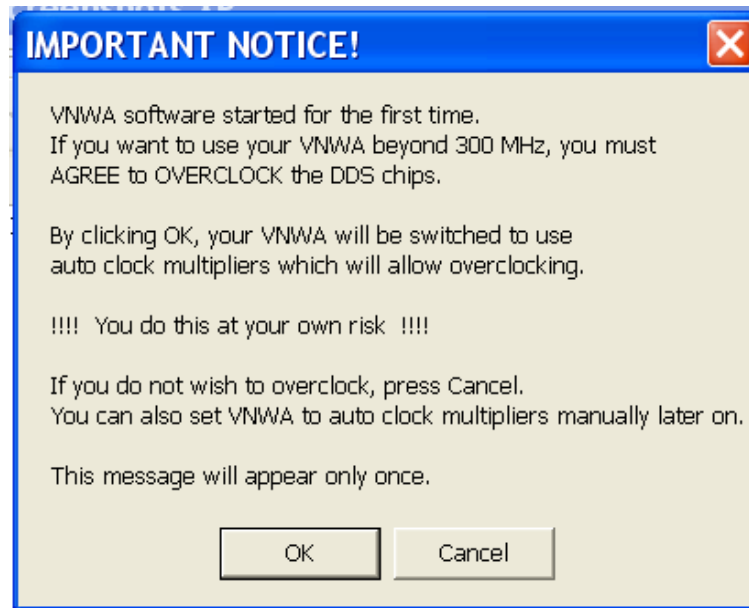 IMPORTANT NOTICE!
VNWA software started for the first time.
If you want to use your VNWA beyond 300 MHz, you must
AGREE to OVERCLOCK the DDS chips.
By clicking OK, your VNWA will be switched to use
auto clock multipliers which will allow overclocking.
!!!! You do this at your own risk !!!!
If you do not wish to overclock, press Cancel.
You can also set VNWA to auto clock multipliers manually later on.
This message will appear only once.
OK
Cancel